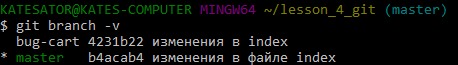 KATESATOR@KATES-COMPUTER MINGW64 ~/lesson_4_git (master)
$ git branch -v
  bug-cart 4231b22 изменения в index
* master   b4acab4 изменения в файле index